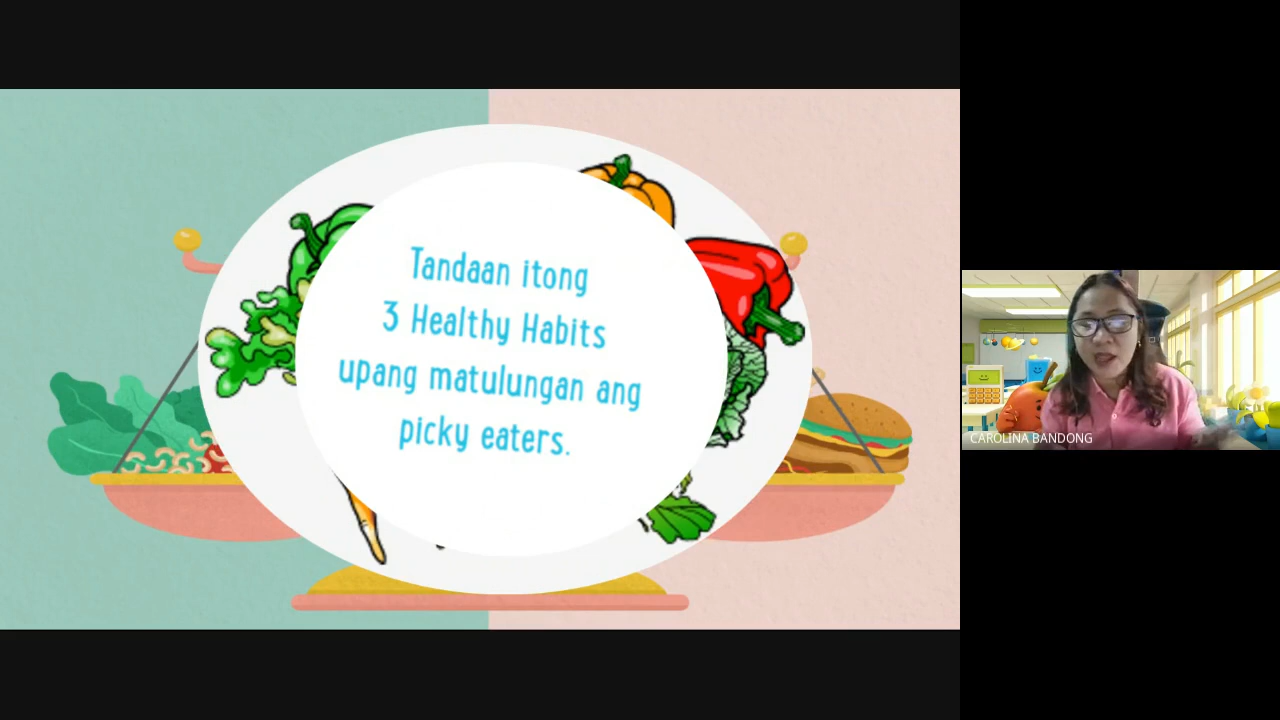 Tandaan itong
3 Healthy Habits
upang matulungan ang
picky eaters.
CAROLINA BANDONG